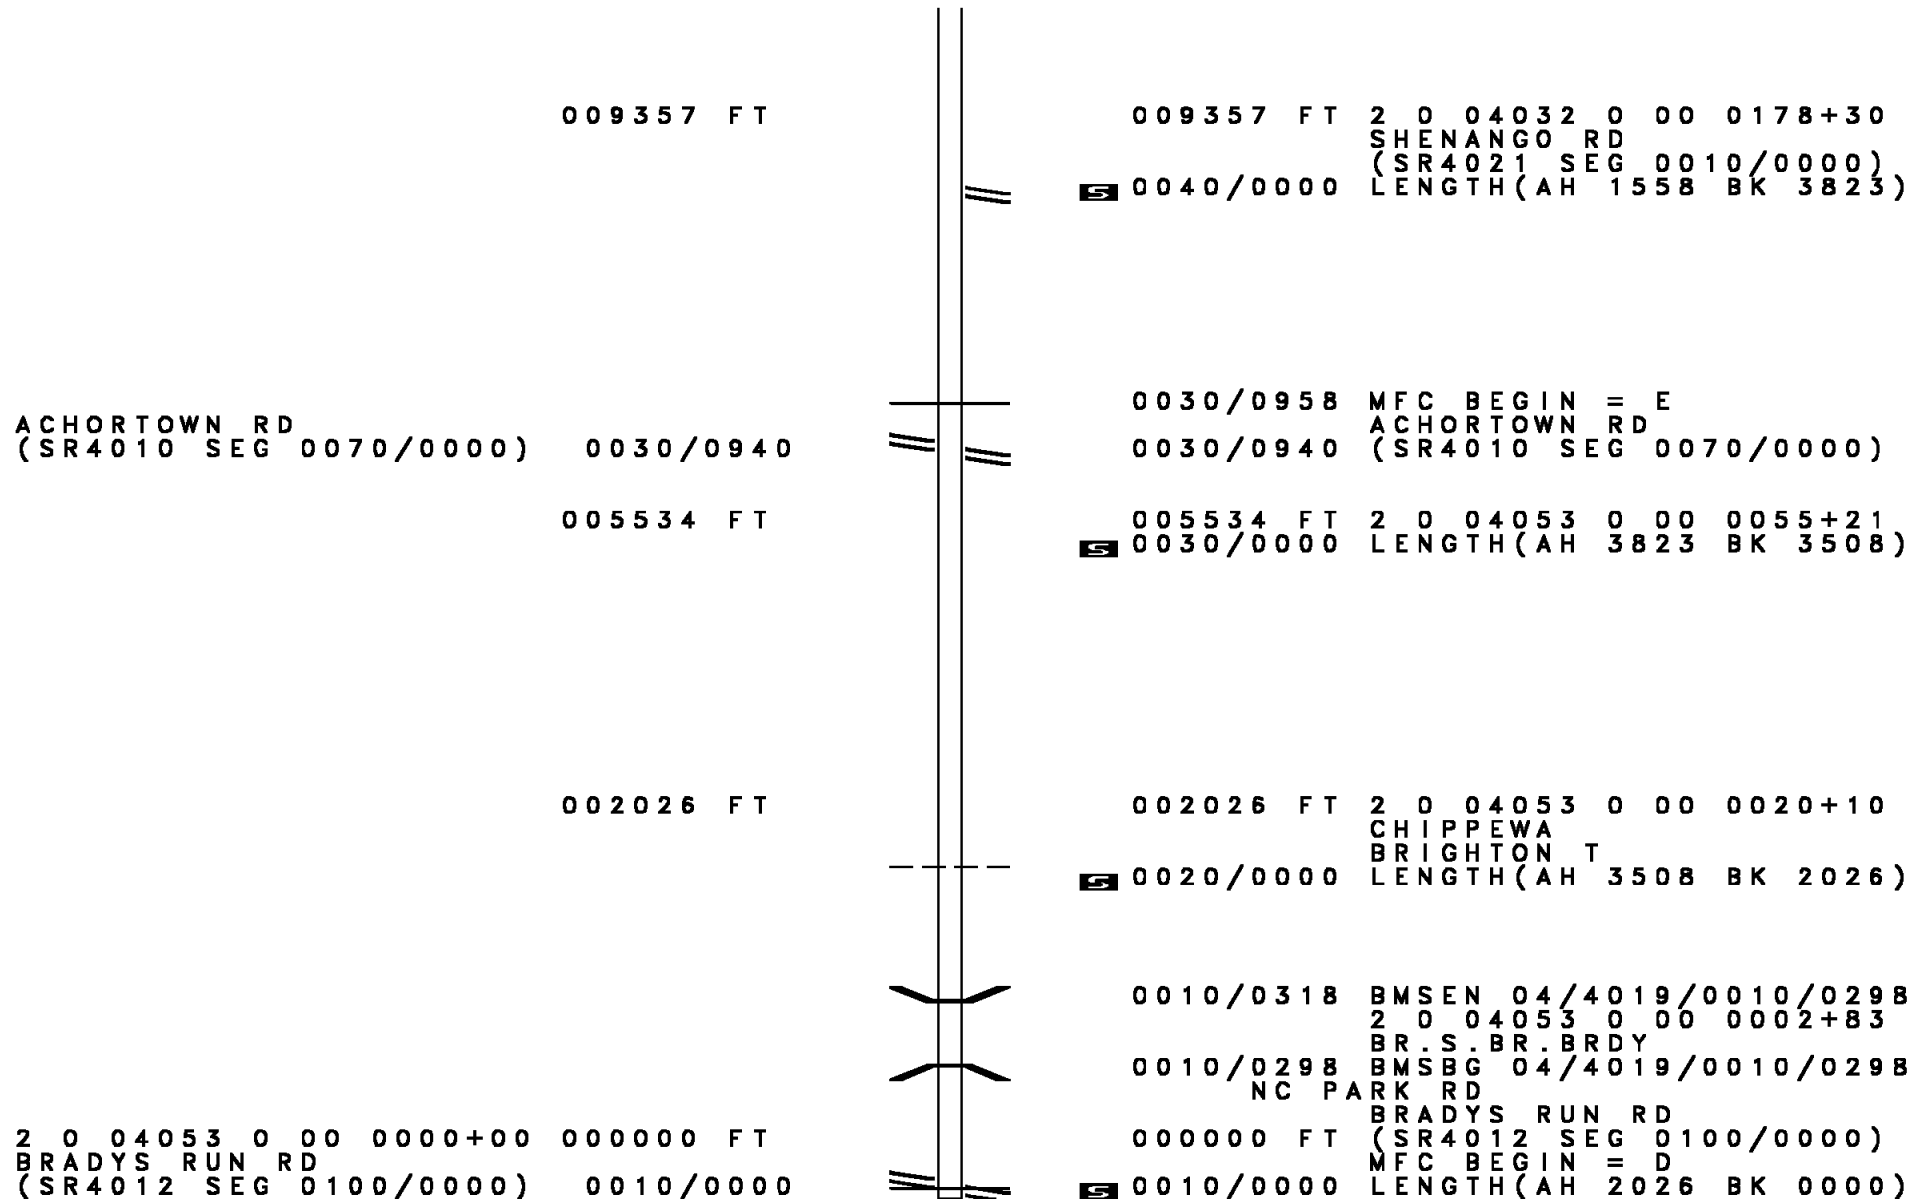 009357 FT 009357 FT 2 0 04032 0 00 0178+30
SHENANGO RD
(SR4021 SEG 0010/0000)
S 0040/0000 LENGTH(AH 1558 BK 3823)
0030/0958 MFC BEGIN = E
ACHORTOWN RD ACHORTOWN RD
(SR4010 SEG 0070/0000) 0030/0940 0030/0940 (SR4010 SEG 0070/0000)
005534 FT 005534 FT 2 0 04053 0 00 0055+21
S 0030/0000 LENGTH(AH 3823 BK 3508)
002026 FT 002026 FT 2 0 04053 0 00 0020+10
CHIPPEWA
BRIGHTON T
S 0020/0000 LENGTH(AH 3508 BK 2026)
0010/0318 BMSEN 04/4019/0010/0298
2 0 04053 0 00 0002+83
BR.S.BR.BRDY
0010/0298 BMSBG 04/4019/0010/0298
NC PARK RD
BRADYS RUN RD
2 0 04053 0 00 0000+00 000000 FT 000000 FT (SR4012 SEG 0100/0000)
BRADYS RUN RD MFC BEGIN = D
(SR4012 SEG 0100/0000) 0010/0000 S 0010/0000 LENGTH(AH 2026 BK 0000)